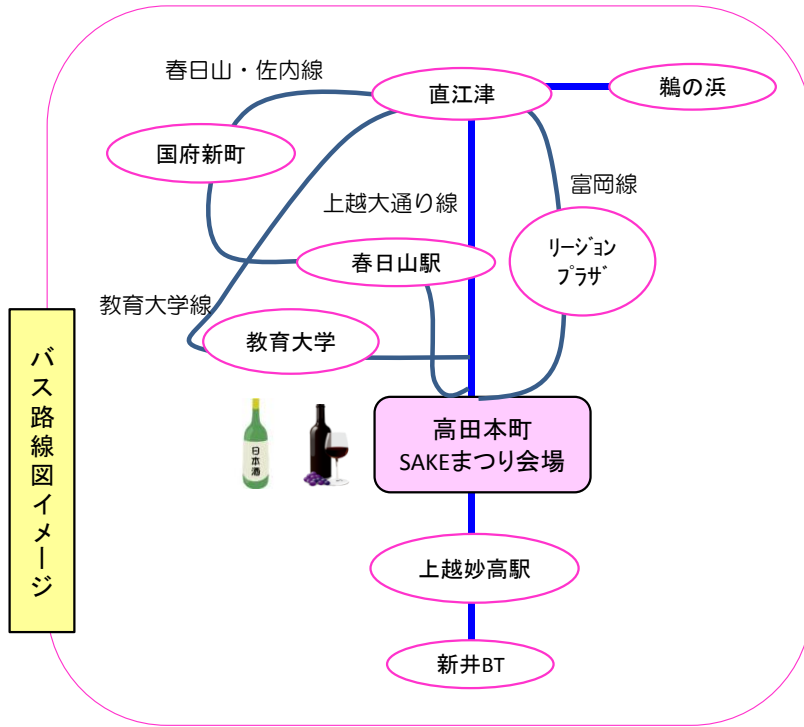 春日山・佐内線
直江津
鵜の浜
国府新町
富岡線
上越大通り線
リージョン
プラザ
春日山駅
教育大学線
教育大学
バス路線図イメージ
高田本町
SAKEまつり会場
日本酒
上越妙高駅
新井BT